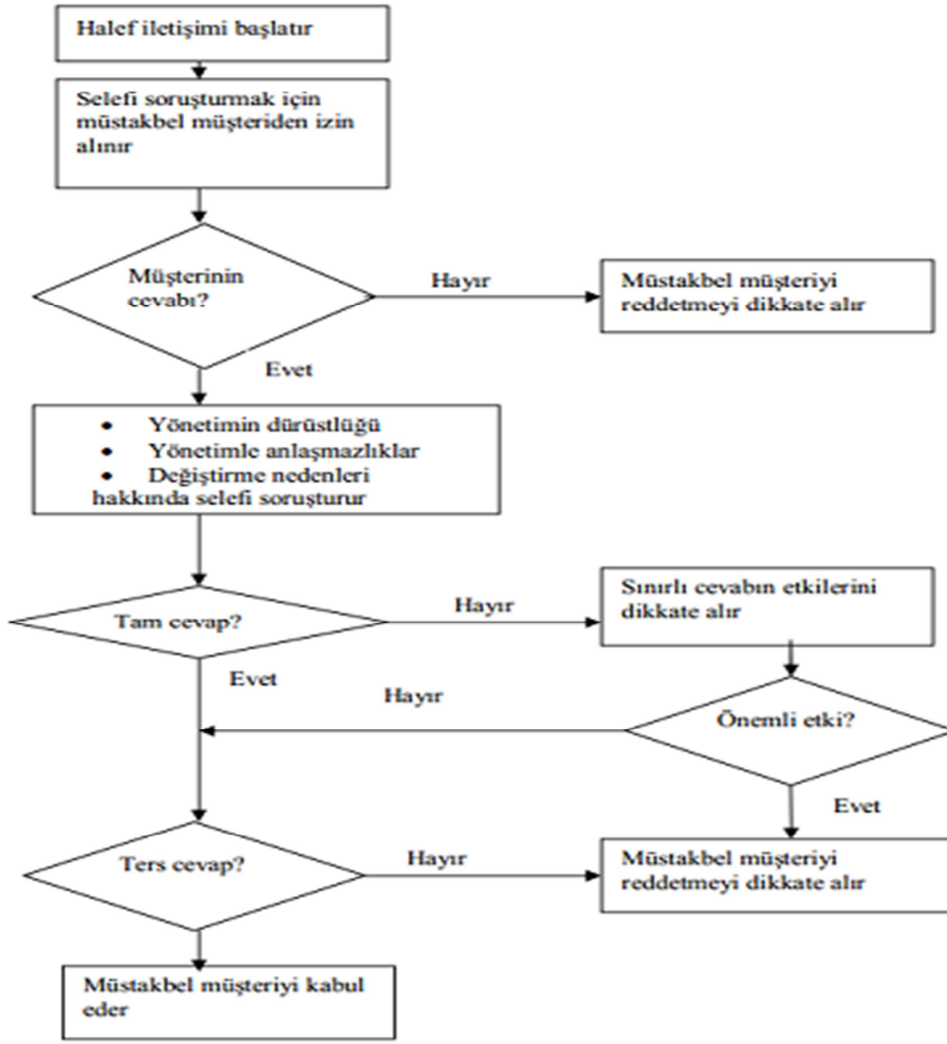 Halef iletişimi başlatır
Selefi soruşturmak için
müstakbel müşteriden izin
alınır
Müşterinin
cevabı?
Hayır
Müstakbel müşteriyi
reddetmeyi dikkate alır
Evet
• Yönetimin dürüstlüğü
• Yönetimle anlaşmazlıklar
• Değiştirme nedenleri
hakkında selefi soruşturur
Tam cevap?
Hayır
Sınırlı cevabın etkilerini
dikkate alır
Evet
Hayır
Önemli etki?
Evet
Ters cevap?
Hayır
Müstakbel müşteriyi
reddetmeyi dikkate alır
Müstakbel müşteriyi kabul
eder